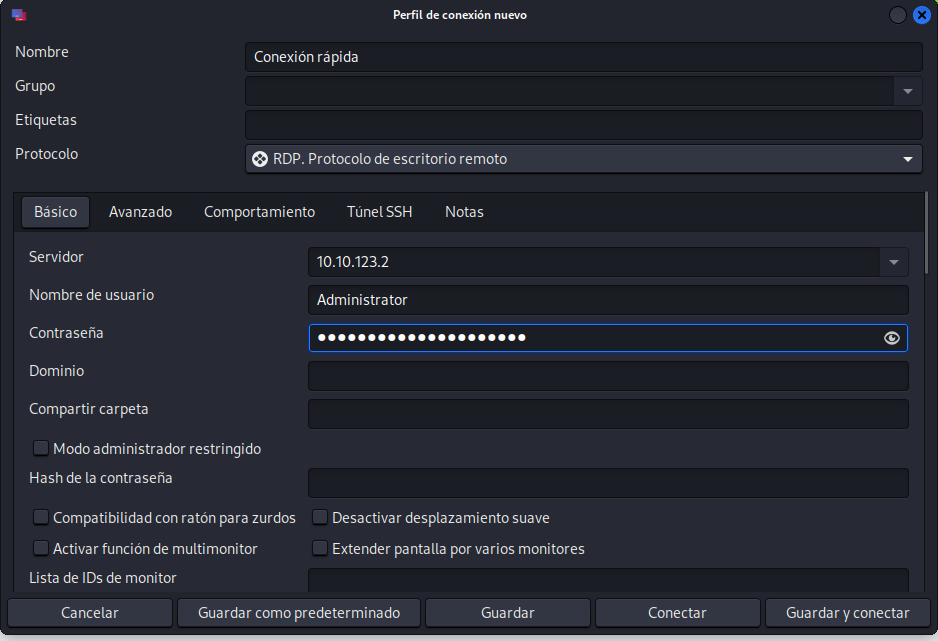 Perfil de conexión nuevo
Nombre
Conexión rápida
Grupo
Etiquetas
Protocolo
RDP. Protocolo de escritorio remoto
Básico Avanzado Comportamiento Túnel SSH Notas
Servidor
10.10.123.2
Nombre de usuario
Administrator
Contraseña
●●●●●●●●●●●●●●●●●●●●●
Dominio
Compartir carpeta
Modo administrador restringido
Hash de la contraseña
Compatibilidad con ratón para zurdos Desactivar desplazamiento suave
Activar función de multimonitor Extender pantalla por varios monitores
Lista de IDs de monitor
Cancelar Guardar como predeterminado Guardar Conectar Guardar y conectar